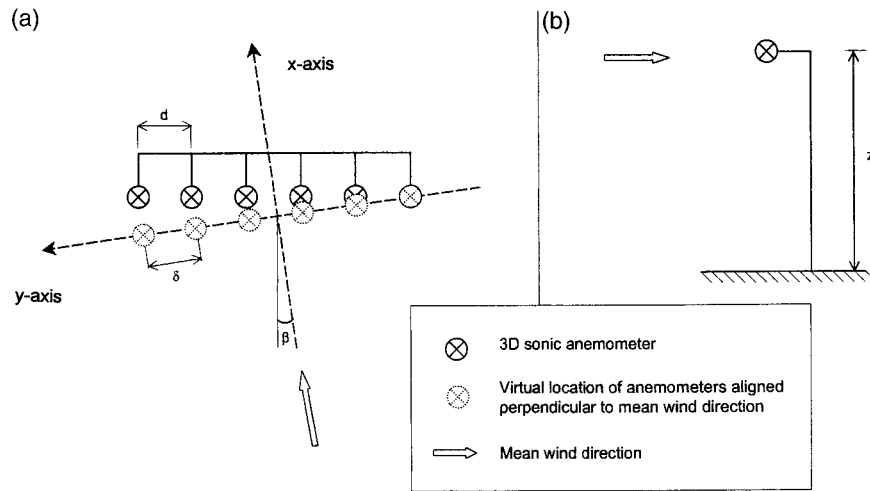 (a)
x-axis
d
δ
y-axis
β
(b)
z
3D sonic anemometer
Virtual location of anemometers aligned
perpendicular to mean wind direction
Mean wind direction